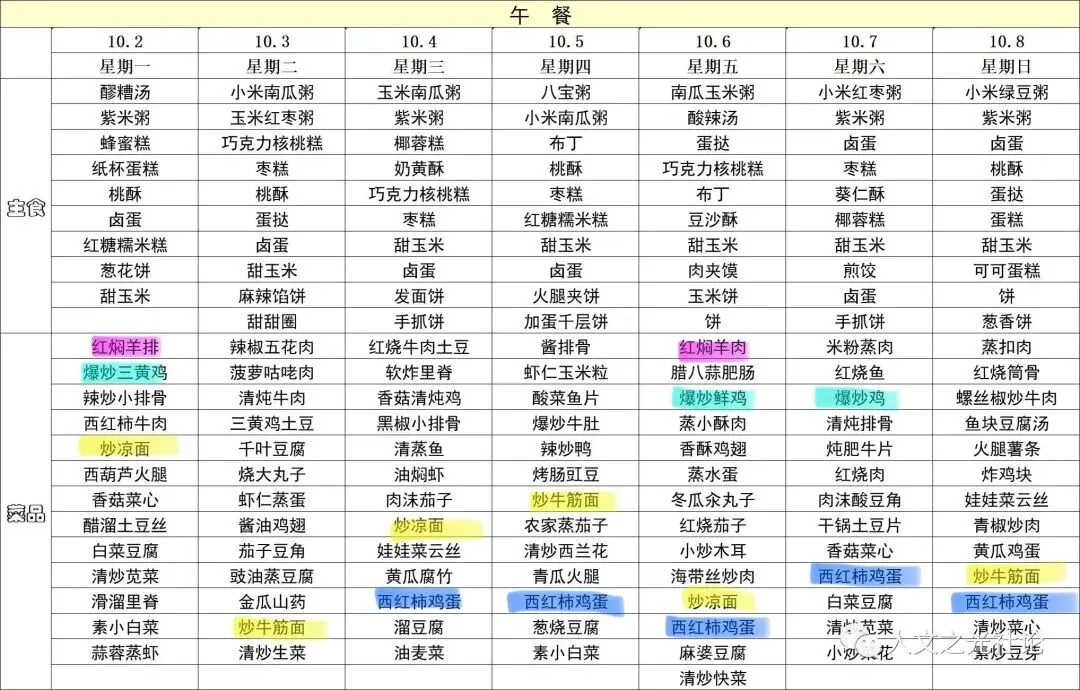 午 餐
10.2 10.3 10.4 10.5 10.6 10.7 10.8
星期一 星期二 星期三 星期四 星期五 星期六 星期日
主食
醪糟汤 小米南瓜粥 玉米南瓜粥 八宝粥 南瓜玉米粥 小米红枣粥 小米绿豆粥
紫米粥 玉米红枣粥 紫米粥 小米南瓜粥 酸辣汤 紫米粥 紫米粥
蜂蜜糕 巧克力核桃糕 椰蓉糕 布丁 蛋挞 卤蛋 卤蛋
纸杯蛋糕 枣糕 奶黄酥 桃酥 巧克力核桃糕 枣糕 桃酥
桃酥 桃酥 巧克力核桃糕 枣糕 布丁 葵仁酥 蛋挞
卤蛋 蛋挞 枣糕 红糖糯米糕 豆沙酥 椰蓉糕 蛋糕
红糖糯米糕 卤蛋 甜玉米 甜玉米 甜玉米 甜玉米 甜玉米
葱花饼 甜玉米 卤蛋 卤蛋 肉夹馍 煎饺 可可蛋糕
甜玉米 麻辣馅饼 发面饼 火腿夹饼 玉米饼 卤蛋 饼
甜甜圈 手抓饼 加蛋千层饼 饼 手抓饼 葱香饼
菜品
红焖羊排 辣椒五花肉 红烧牛肉土豆 酱排骨 红焖羊肉 米粉蒸肉 蒸扣肉
爆炒三黄鸡 菠萝咕咾肉 软炸里脊 虾仁玉米粒 腊八蒜肥肠 红烧鱼 红烧筒骨
辣炒小排骨 清炖牛肉 香菇清炖鸡 酸菜鱼片 爆炒鲜鸡 爆炒鸡 螺丝椒炒牛肉
西红柿牛肉 三黄鸡土豆 黑椒小排骨 爆炒牛肚 蒸小酥肉 清炖排骨 鱼块豆腐汤
炒凉面 千叶豆腐 清蒸鱼 辣炒鸭 香酥鸡翅 炖肥牛片 火腿薯条
西葫芦火腿 烧大丸子 油焖虾 烤肠豇豆 蒸水蛋 红烧肉 炸鸡块
香菇菜心 虾仁蒸蛋 肉沫茄子 炒牛筋面 冬瓜汆丸子 肉沫酸豆角 娃娃菜云丝
醋溜土豆丝 酱油鸡翅 炒凉面 农家蒸茄子 红烧茄子 干锅土豆片 青椒炒肉
白菜豆腐 茄子豆角 娃娃菜云丝 清炒西兰花 小炒木耳 香菇菜心 黄瓜鸡蛋
清炒苋菜 豉油蒸豆腐 黄瓜腐竹 青瓜火腿 海带丝炒肉 西红柿鸡蛋 炒牛筋面
滑溜里脊 金瓜山药 西红柿鸡蛋 西红柿鸡蛋 炒凉面 白菜豆腐 西红柿鸡蛋
素小白菜 炒牛筋面 溜豆腐 葱烧豆腐 西红柿鸡蛋 清炒苋菜 清炒菜心
蒜蓉蒸虾 清炒生菜 油麦菜 素小白菜 麻婆豆腐 小炒菜花 素炒豆芽
清炒快菜
人文之光社论